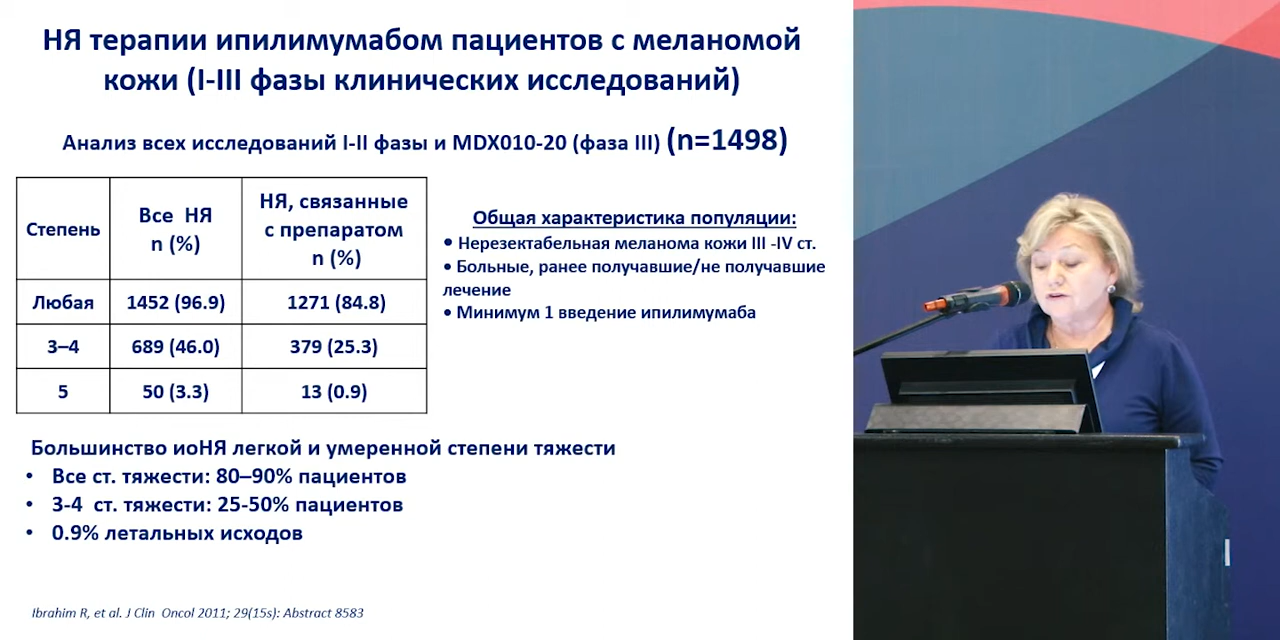 НЯ терапии ипилимумабом пациентов с меланомой
кожи (I-III фазы клинических исследований)
Анализ всех исследований I-II фазы и MDX010-20 (фаза III) (n=1498)
Степень
Все НЯ
n (%)
НЯ, связанные
с препаратом
n (%)
Любая
1452 (96.9)
1271 (84.8)
3–4
689 (46.0)
379 (25.3)
5
50 (3.3)
13 (0.9)
Общая характеристика популяции:
• Нерезектабельная меланома кожи III -IV ст.
• Больные, ранее получавшие/не получавшие
лечение
• Минимум 1 введение ипилимумаба
Большинство иоНЯ легкой и умеренной степени тяжести
• Все ст. тяжести: 80–90% пациентов
• 3-4 ст. тяжести: 25-50% пациентов
• 0.9% летальных исходов
Ibrahim R, et al. J Clin Oncol 2011; 29(15s): Abstract 8583